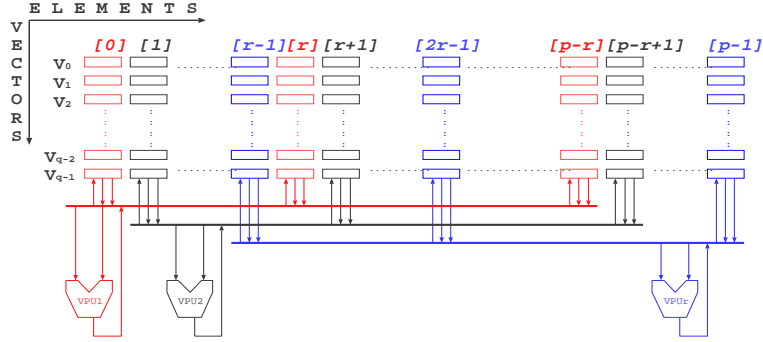 ELEMENTS
VECTORS
[0] [1] [r-1] [r] [r+1] [2r-1] [p-r] [p-r+1] [p-1]
V0
V1
V2
Vq-2
Vq-1
VPU1 VPU2 VPUr